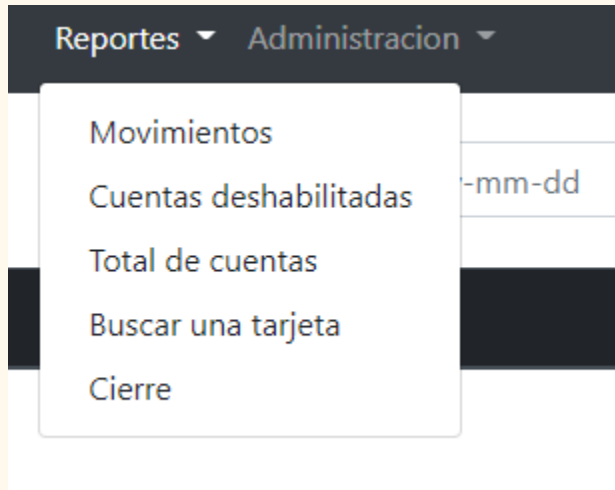 Reportes Administracion
Movimientos
Cuentas deshabilitadas
-mm-dd
Total de cuentas
Buscar una tarjeta
Cierre